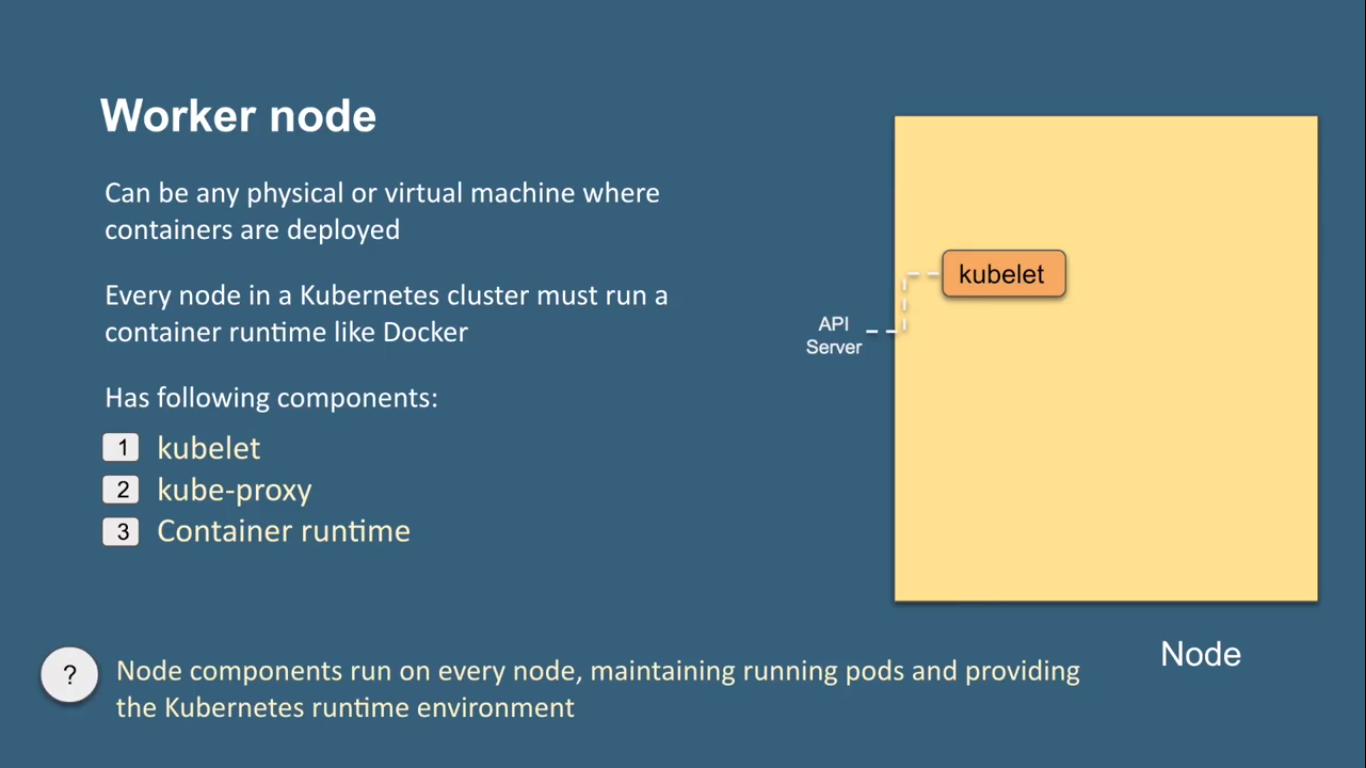 Worker node
Can be any physical or virtual machine where
containers are deployed
Every node in a Kubernetes cluster must run a
container runtime like Docker
Has following components:
1 kubelet
2 kube-proxy
3 Container runtime
kubelet
API
Server
Node
? Node components run on every node, maintaining running pods and providing
the Kubernetes runtime environment